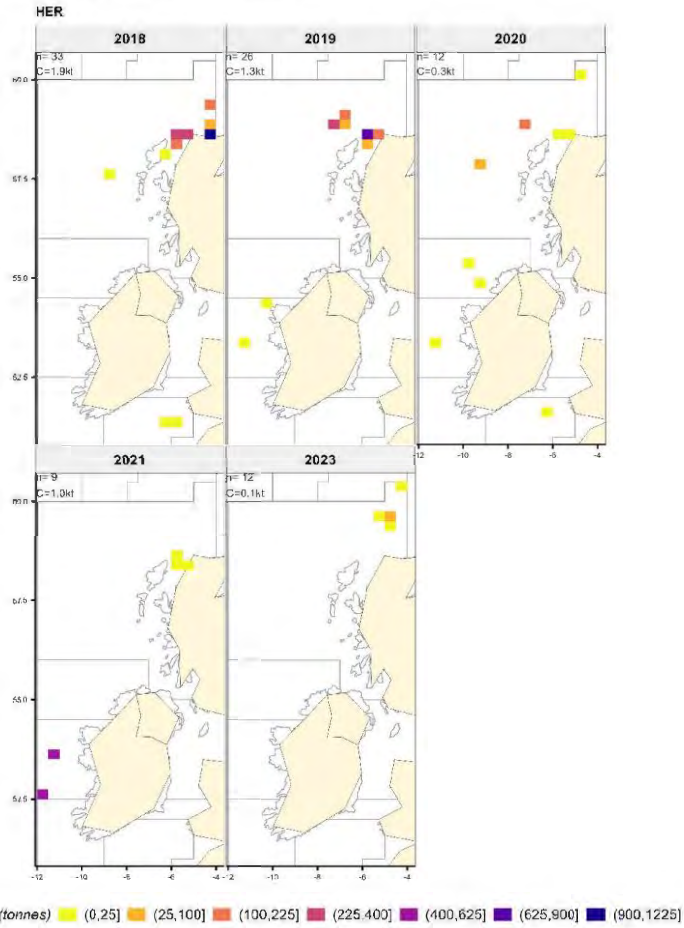 HER
2018 2019 2020
n= 33 n= 26 n= 12
C=1.9kt C=1.3kt C=0.3kt
55.0
-12 -10 -8 -6 -4
2021 2023
n= 9 n= 12
C=1.0kt C=0.1kt
-12 -10 -8 -6 -4 -12 -10 -8 -6 -4
(tonnes) (0,25] (25,100] (100,225] (225,400] (400,625] (625,900] (900,1225]